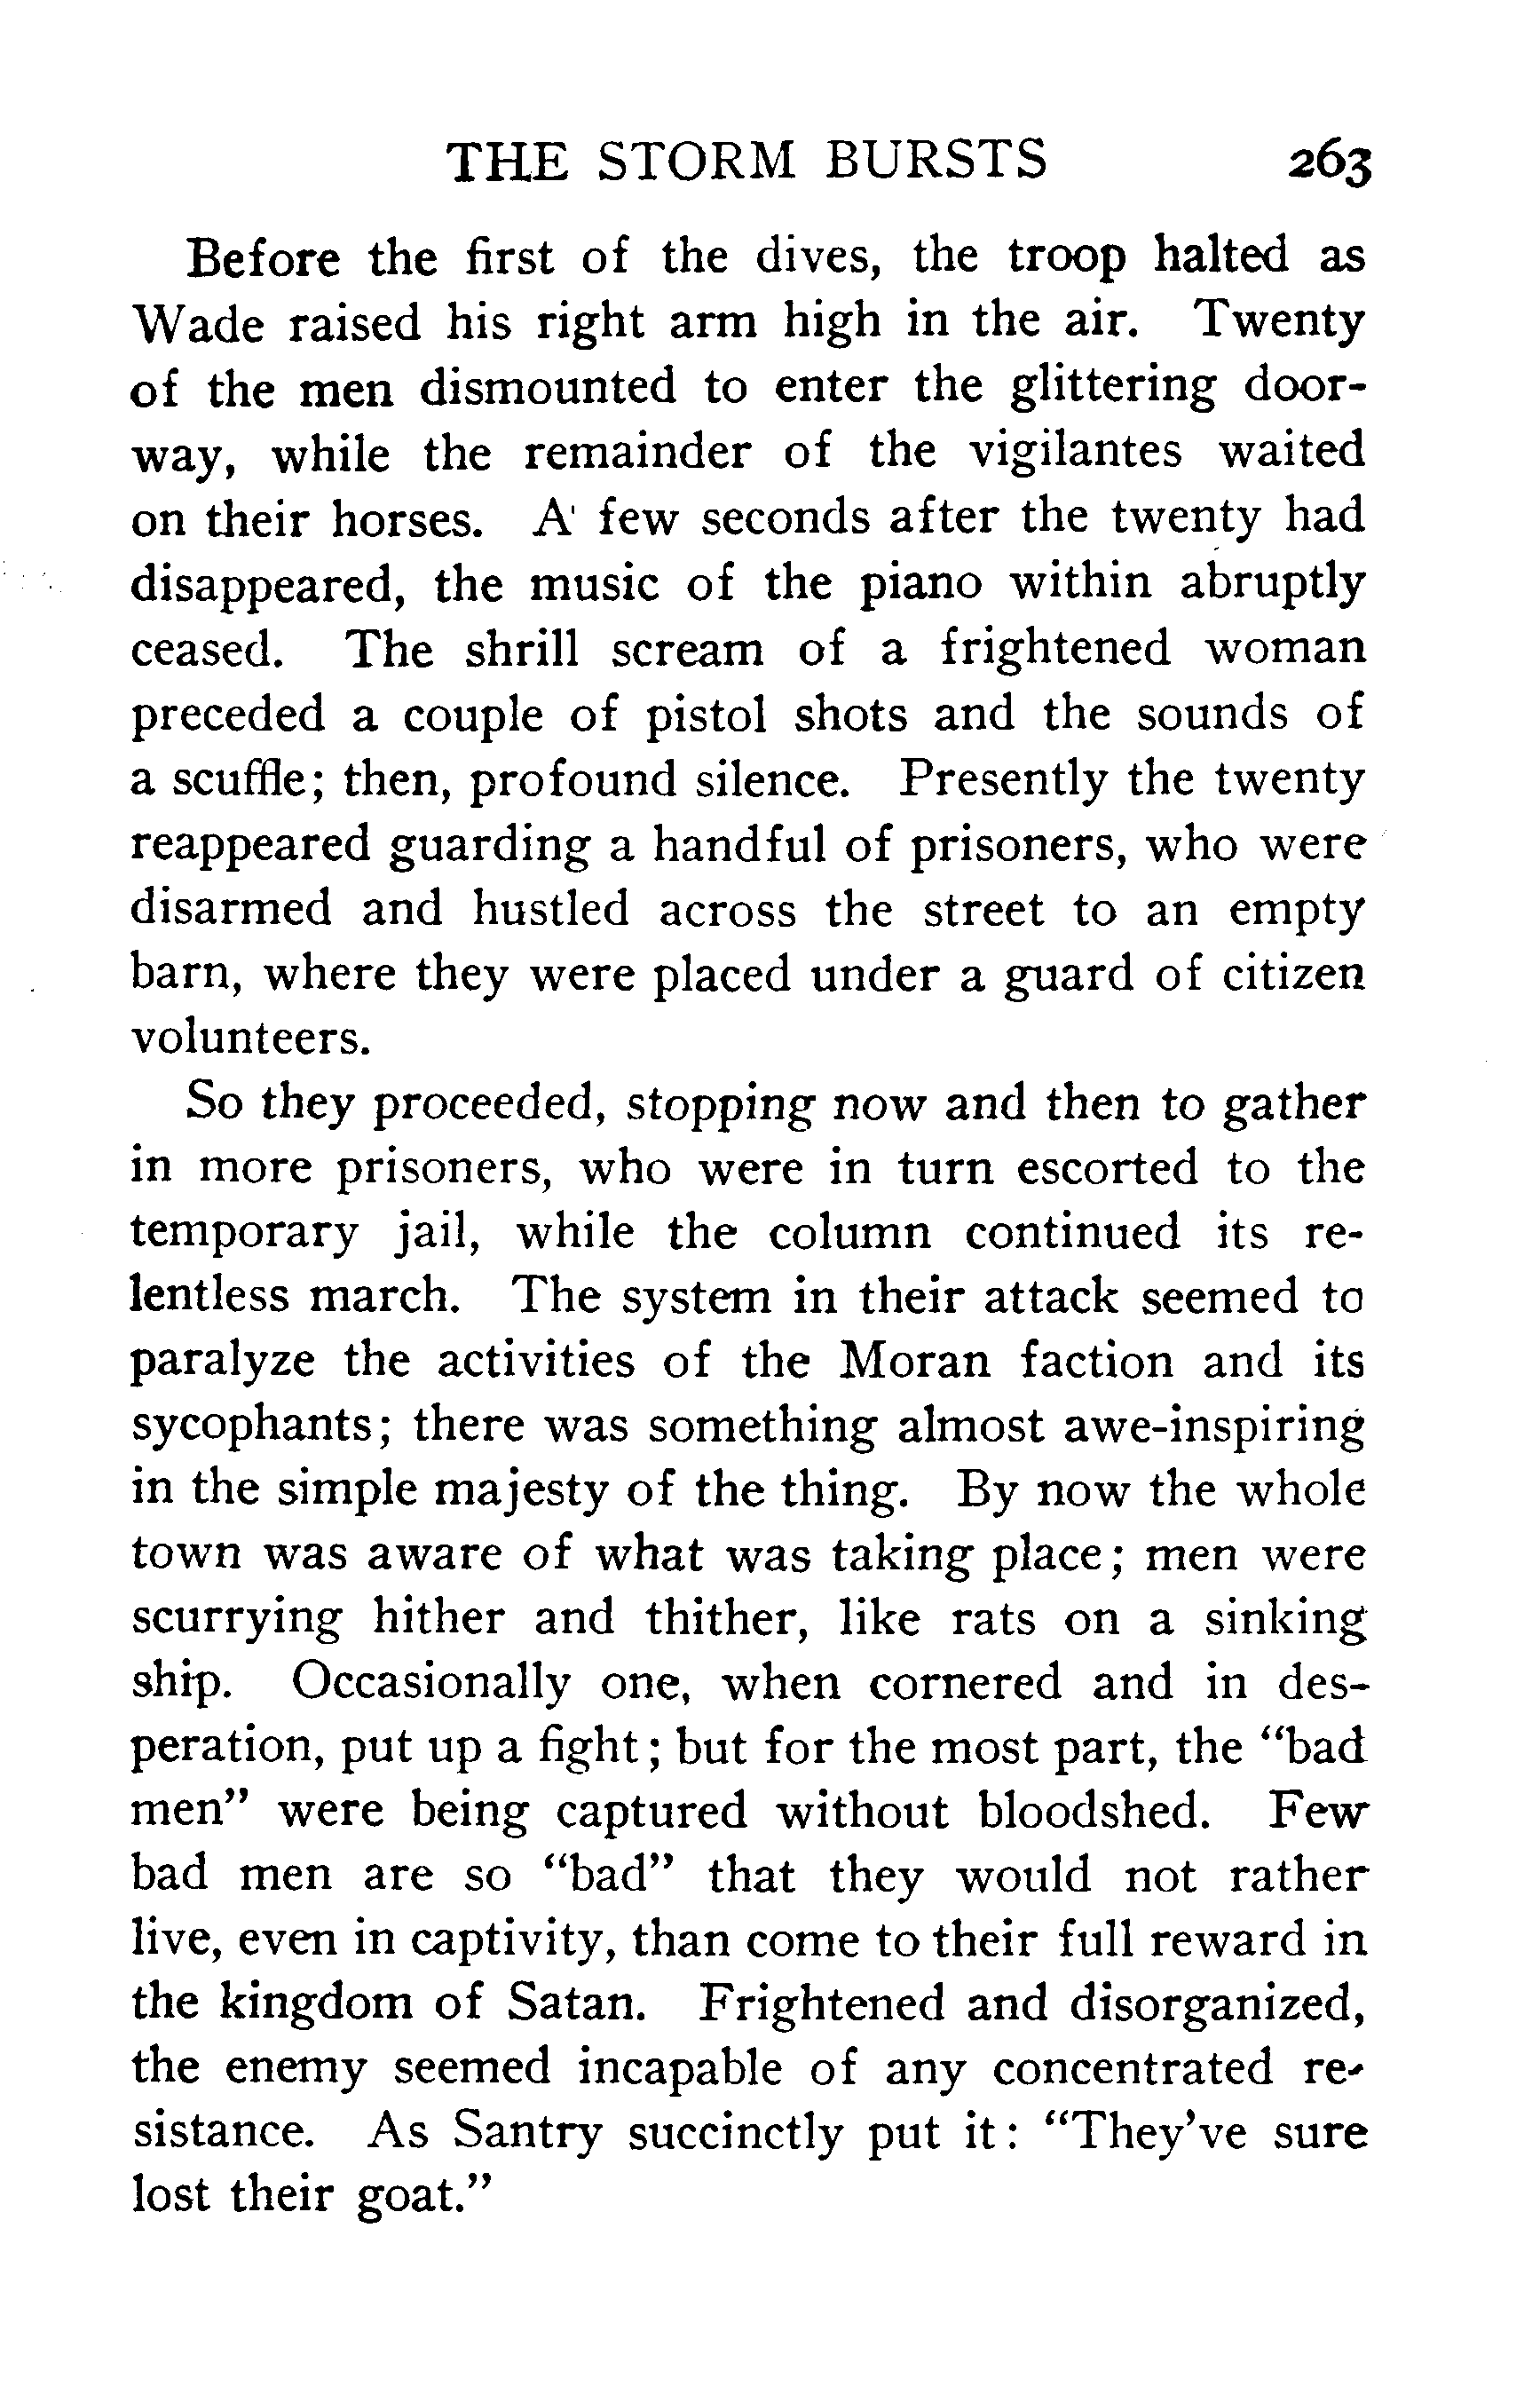 THE STORM BURSTS 263
Before the first of the dives, the troop halted as
Wade raised his right arm high in the air. Twenty
of the men dismounted to enter the glittering door-
way, while the remainder of the vigilantes waited
on their horses. A few seconds after the twenty had
disappeared, the music of the piano within abruptly
ceased. The shrill scream of a frightened woman
preceded a couple of pistol shots and the sounds of
a scuffle; then, profound silence. Presently the twenty
reappeared guarding a handful of prisoners, who were
disarmed and hustled across the street to an empty
barn, where they were placed under a guard of citizen
volunteers.
So they proceeded, stopping now and then to gather
in more prisoners, who were in turn escorted to the
temporary jail, while the column continued its re-
lentless march. The system in their attack seemed to
paralyze the activities of the Moran faction and its
sycophants; there was something almost awe-inspiring
in the simple majesty of the thing. By now the whole
town was aware of what was taking place; men were
scurrying hither and thither, like rats on a sinking
ship. Occasionally one, when cornered and in des-
peration, put up a fight; but for the most part, the "bad
men" were being captured without bloodshed. Few
bad men are so "bad" that they would not rather
live, even in captivity, than come to their full reward in
the kingdom of Satan. Frightened and disorganized,
the enemy seemed incapable of any concentrated re-
sistance. As Santry succinctly put it: "They've sure
lost their goat."